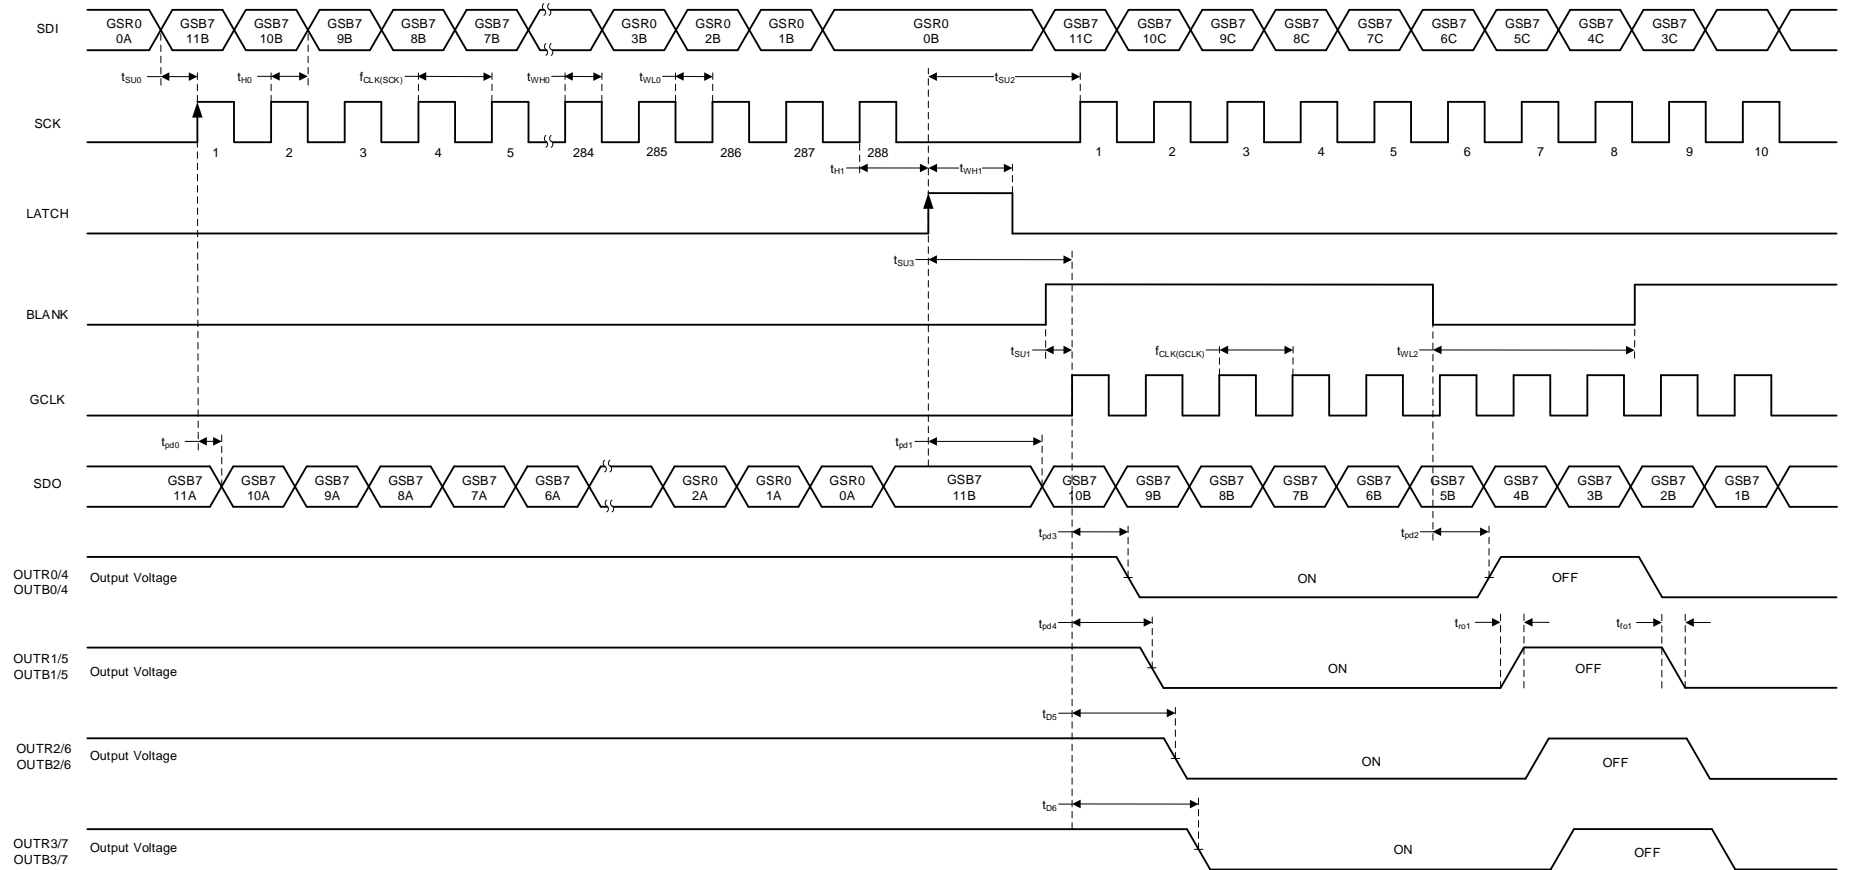 SDI
GSR0 0A
GSB7 11B
GSB7 10B
GSB7 9B
GSB7 8B
GSB7 7B
GSR0 3B
GSR0 2B
GSR0 1B
GSR0 0B
GSB7 11C
GSB7 10C
GSB7 9C
GSB7 8C
GSB7 7C
GSB7 6C
GSB7 5C
GSB7 4C
GSB7 3C
tSU0
tH0
fCLK(SCK)
tWH0
tWL0
tSU2
SCK
1 2 3 4 5 284 285 286 287 288 1 2 3 4 5 6 7 8 9 10
tH1
tWH1
LATCH
tSU3
BLANK
tSU1
fCLK(GCLK)
tWL2
GCLK
tpd0
tpd1
SDO
GSB7 11A
GSB7 10A
GSB7 9A
GSB7 8A
GSB7 7A
GSB7 6A
GSR0 2A
GSR0 1A
GSR0 0A
GSB7 11B
GSB7 10B
GSB7 9B
GSB7 8B
GSB7 7B
GSB7 6B
GSB7 5B
GSB7 4B
GSB7 3B
GSB7 2B
GSB7 1B
tpd3
tpd2
OUTR0/4
OUTB0/4
Output Voltage
ON
OFF
tpd4
tro1
tfo1
OUTR1/5
OUTB1/5
Output Voltage
ON
OFF
tD5
OUTR2/6
OUTB2/6
Output Voltage
ON
OFF
tD6
OUTR3/7
OUTB3/7
Output Voltage
ON
OFF